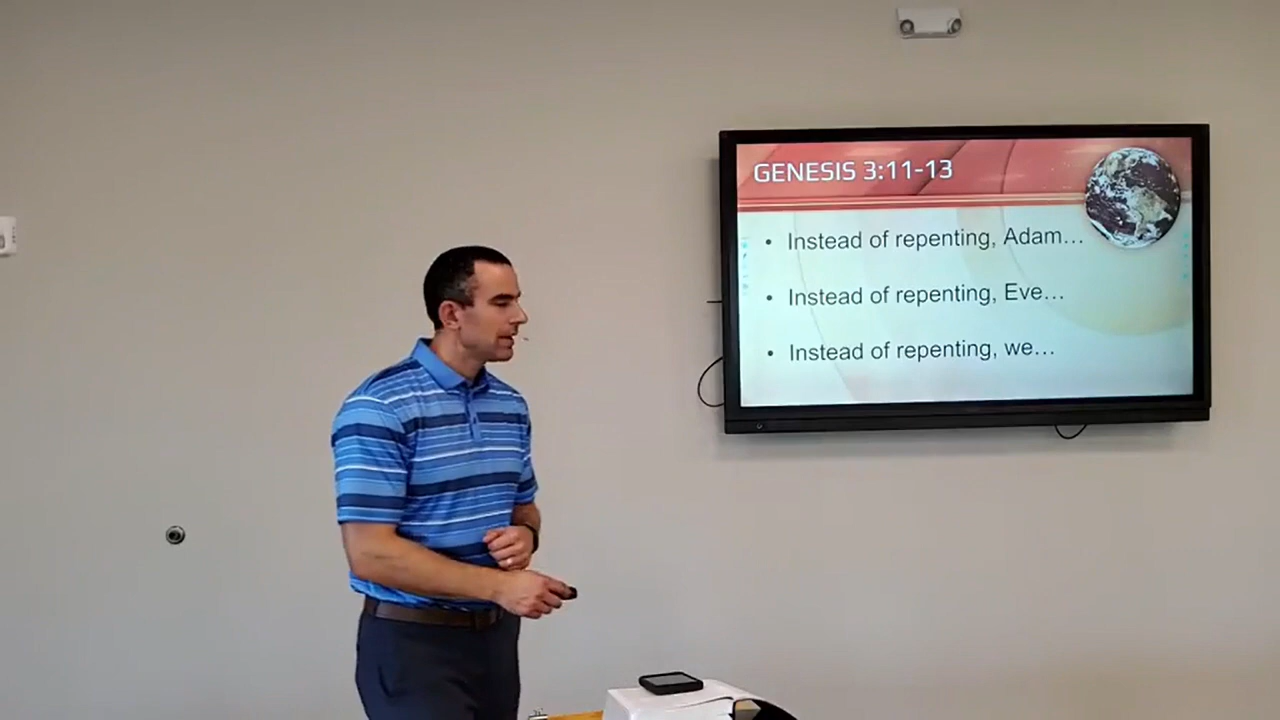 GENESIS 3:11-13
• Instead of repenting, Adam…
• Instead of repenting, Eve…
• Instead of repenting, we…